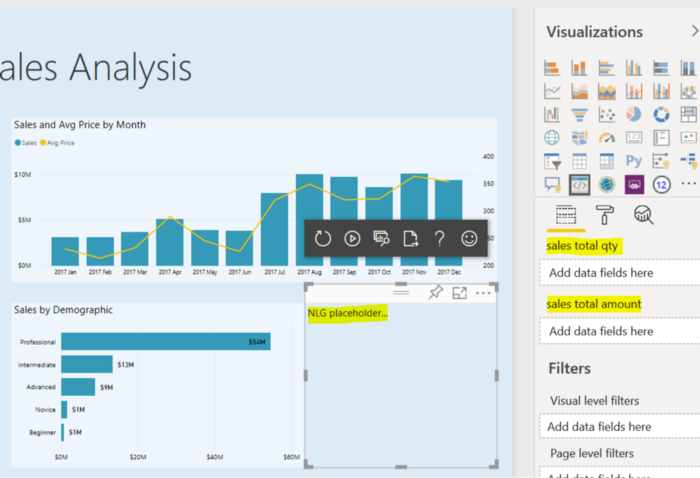 ales Analysis
Sales and Avg Price by Month
Sales Avg Price
$10M
$5M
$0M
400
350
300
250
200
2017 Jan 2017 Feb 2017 Mar 2017 Apr 2017 May 2017 Jun 2017 Jul 2017 Aug 2017 Sep 2017 Oct 2017 Nov 2017 Dec
Sales by Demographic
Professional $54M
Intermediate $13M
Advanced $9M
Novice $1M
Beginner $1M
$0M $20M $40M $60M
NLG placeholder...
Visualizations
Py
123
12
sales total qty
Add data fields here
sales total amount
Add data fields here
Filters
Visual level filters
Add data fields here
Page level filters
Add data fields here